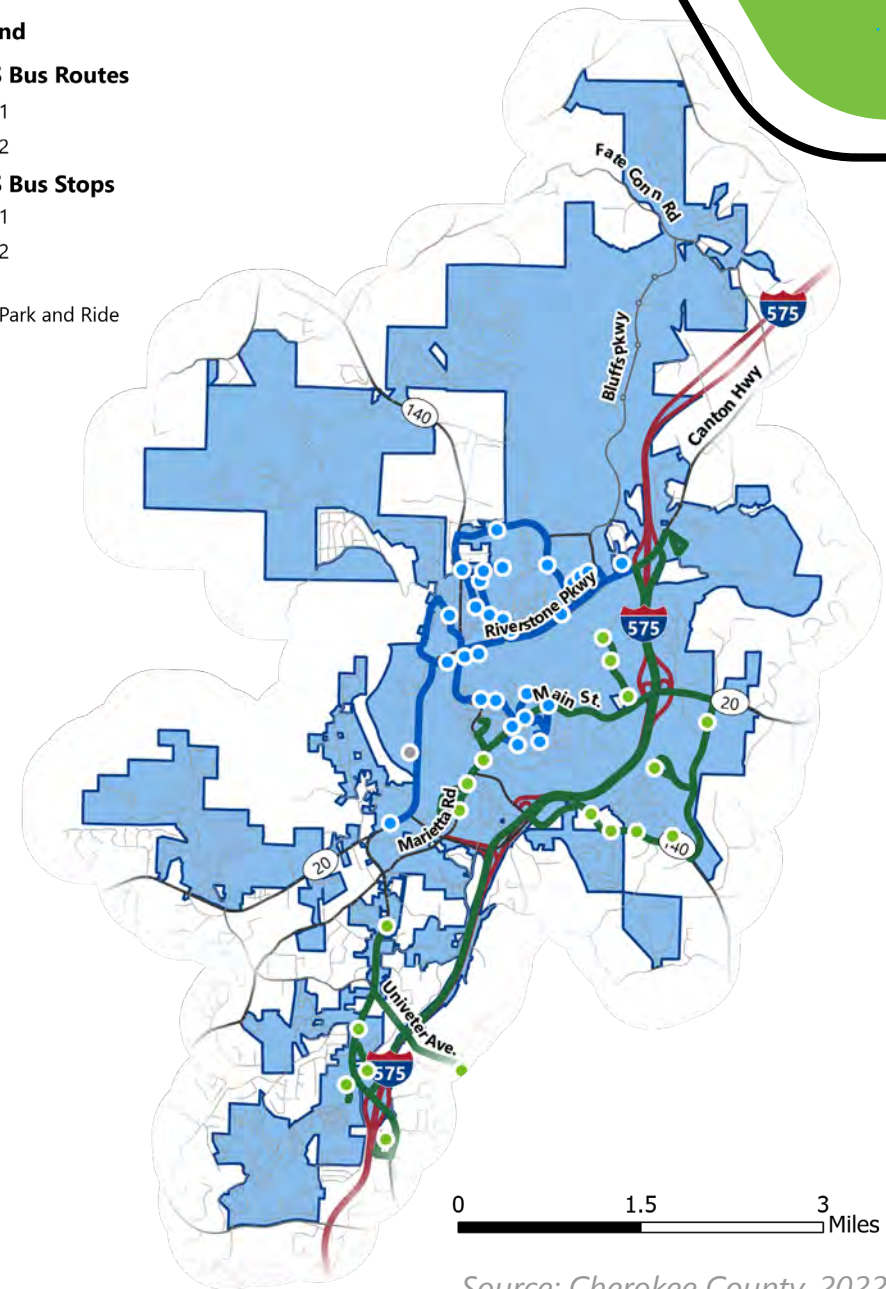 nd
S Bus Routes
1
2
S Bus Stops
1
2
Park and Ride
Fate Conn Rd
575
Bluffs Pkwy
Canton Hwy
140
Riverstone Pkwy
575
Main St.
20
Marietta Rd
140
20
Univeter Ave.
575
0 1.5 3
Miles
Source: Cherokee County, 2022